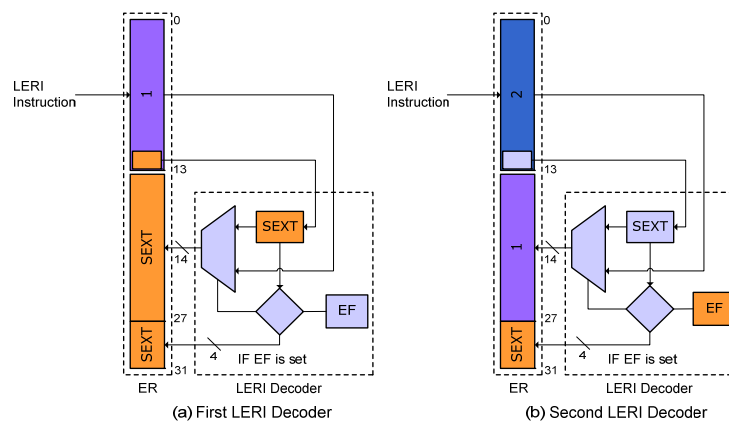 0
LERI
Instruction
1
13
SEXT
SEXT
14
27
EF
SEXT
4
IF EF is set
31
ER
LERI Decoder
(a) First LERI Decoder
0
LERI
Instruction
2
13
SEXT
1
14
27
EF
SEXT
4
IF EF is set
31
ER
LERI Decoder
(b) Second LERI Decoder